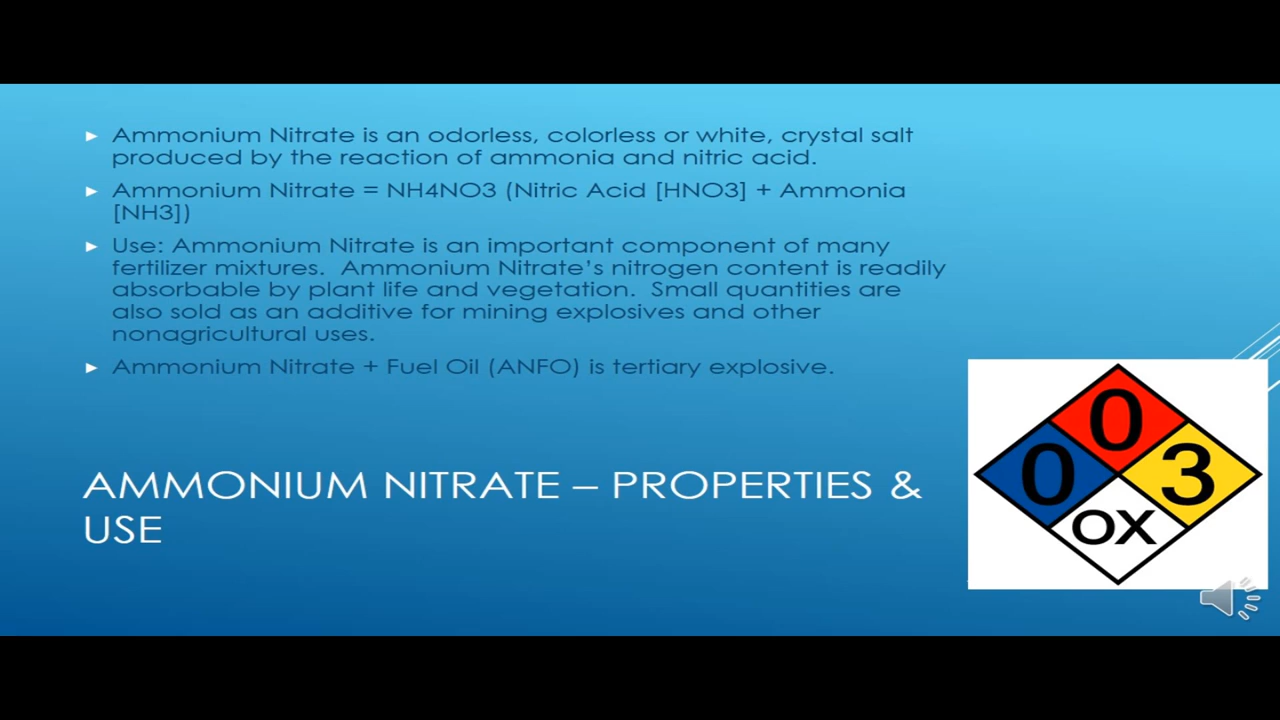 Ammonium Nitrate is an odorless, colorless or white, crystal salt
produced by the reaction of ammonia and nitric acid.
Ammonium Nitrate = NH4NO3 (Nitric Acid [HNO3] + Ammonia
[NH3])
Use: Ammonium Nitrate is an important component of many
fertilizer mixtures.  Ammonium Nitrate’s nitrogen content is readily
absorbable by plant life and vegetation.  Small quantities are
also sold as an additive for mining explosives and other
nonagricultural uses.
Ammonium Nitrate + Fuel Oil (ANFO) is tertiary explosive.
AMMONIUM NITRATE – PROPERTIES &
USE
0
0
3
OX